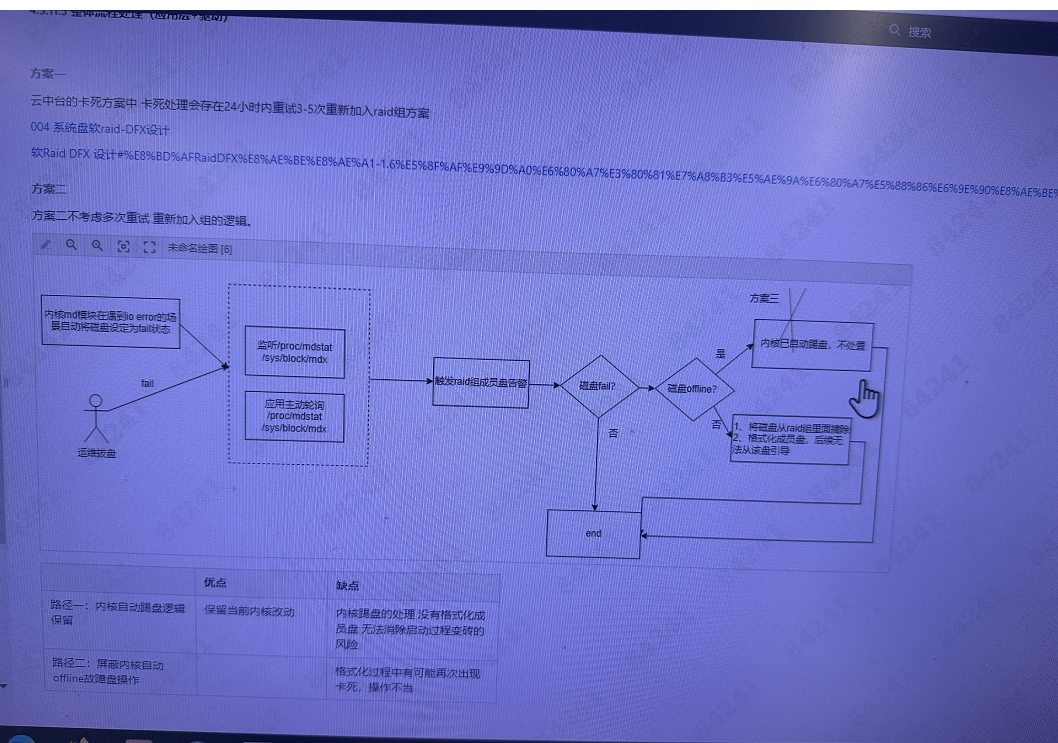 4.3.11.3 整体流程处理（应用层+驱动）
搜索
方案一
云中台的卡死方案中 卡死处理会存在24小时内重试3-5次重新加入raid组方案
004 系统盘软raid-DFX设计
软Raid DFX 设计#%E8%BD%AFRaidDFX%E8%AE%BE%E8%AE%A1-1.6%E5%8F%AF%E9%9D%A0%E6%80%A7%E3%80%81%E7%A8%B3%E5%AE%9A%E6%80%A7%E5%88%86%E6%9E%90%E8%AE%BE%
方案二
方案二不考虑多次重试 重新加入组的逻辑。
未命名绘图 [6]
内核md模块在遇到io error的场
景自动将磁盘设定为fail状态
fail
运维拔盘
监听/proc/mdstat
/sys/block/mdx
应用主动轮询
/proc/mdstat
/sys/block/mdx
触发raid组成员盘告警
磁盘fail?
否
磁盘offline?
是
否
方案三
内核已自动踢盘，不处置
1、将磁盘从raid组里面摘除
2、格式化成员盘，后续无
法从该盘引导
end
优点
缺点
路径一：内核自动踢盘逻辑
保留
保留当前内核改动
内核踢盘的处理 没有格式化成
员盘 无法消除启动过程变砖的
风险
路径二：屏蔽内核自动
offline故障盘操作
格式化过程中有可能再次出现
卡死，操作不当